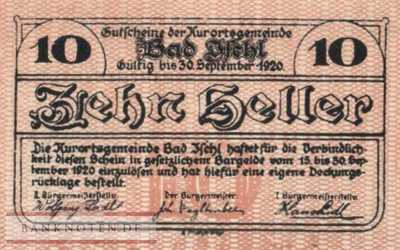 10 Gutscheine der Kurortsgemeinde 10
Bad Ischl
Gültig bis 30. September 1920.
Zehn Heller
Die Kurortsgemeinde Bad Ischl haftet für die Verbindlich
keit diesen Schein in gesetzlichem Bargelde vom 15. bis 30. Sep
tember 1920 einzulösen und hat hiefür eine eigene Deckungs-
rücklage bestellt.
Der Bürgermeister
BANKNOTEN.DE